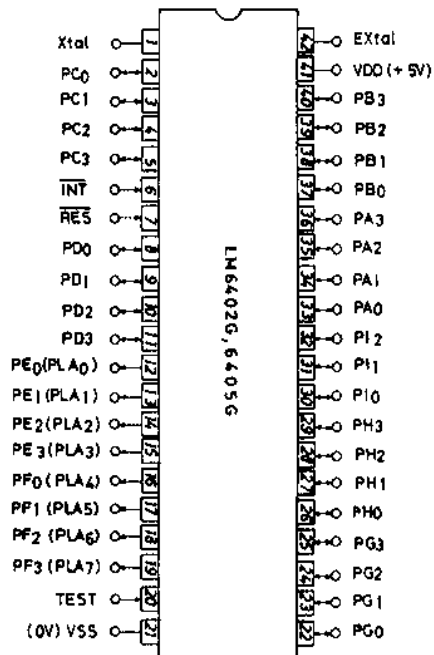 Xtal 1 42 EXtal
PC0 2 41 VDD (+5V)
PC1 3 40 PB3
PC2 4 39 PB2
PC3 5 38 PB1
INT 6 37 PB0
RES 7 36 PA3
PD0 8 35 PA2
PD1 9 34 PA1
PD2 10 33 PA0
PD3 11 32 PI2
PE0 (PLA0) 12 31 PI1
PE1 (PLA1) 13 30 PI0
PE2 (PLA2) 14 29 PH3
PE3 (PLA3) 15 28 PH2
PF0 (PLA4) 16 27 PH1
PF1 (PLA5) 17 26 PH0
PF2 (PLA6) 18 25 PG3
PF3 (PLA7) 19 24 PG2
TEST 20 23 PG1
(0V) VSS 21 22 PG0
LM6402G,6405G